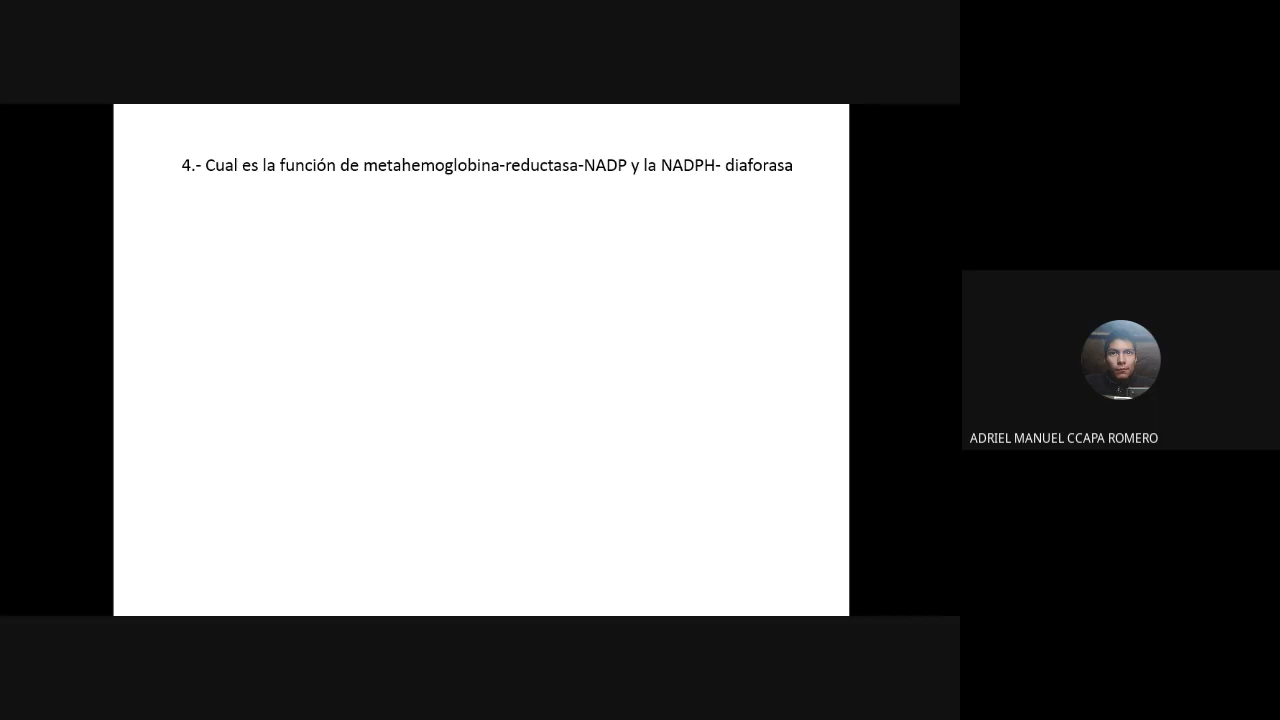 4.- Cual es la función de metahemoglobina-reductasa-NADP y la NADPH- diaforasa
ADRIEL MANUEL CCAPA ROMERO